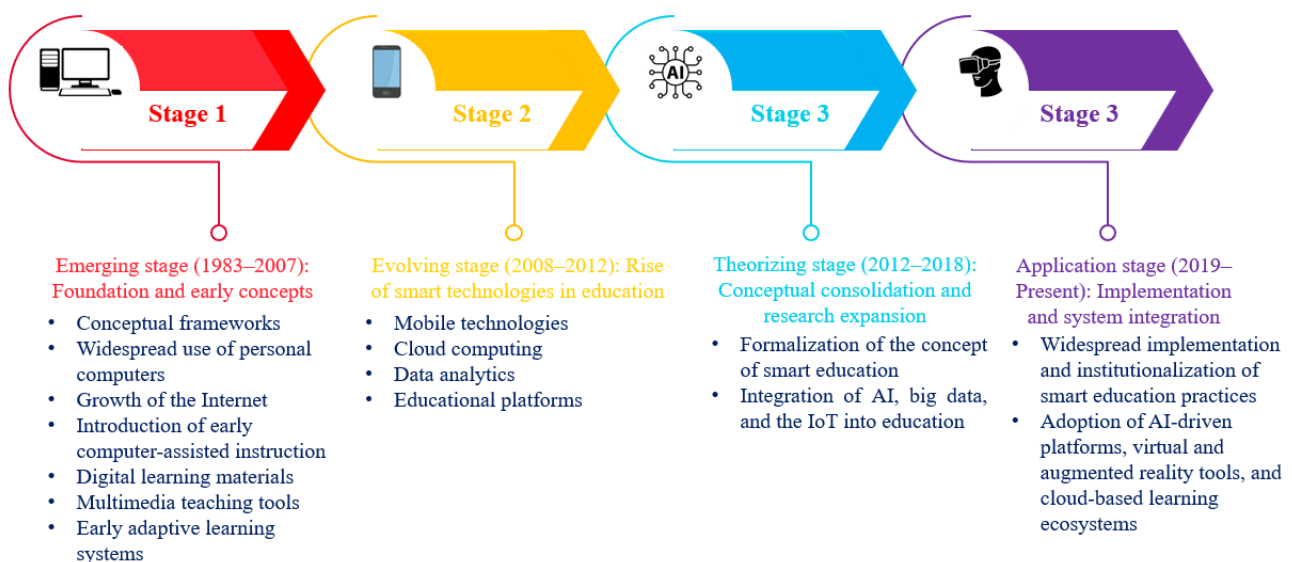 AI
Stage 1
Stage 2
Stage 3
Stage 3
Emerging stage (1983–2007):
Foundation and early concepts
• Conceptual frameworks
• Widespread use of personal
computers
• Growth of the Internet
• Introduction of early
computer-assisted instruction
• Digital learning materials
• Multimedia teaching tools
• Early adaptive learning
systems
Evolving stage (2008–2012): Rise
of smart technologies in education
• Mobile technologies
• Cloud computing
• Data analytics
• Educational platforms
Theorizing stage (2012–2018):
Conceptual consolidation and
research expansion
• Formalization of the concept
of smart education
• Integration of AI, big data,
and the IoT into education
Application stage (2019–
Present): Implementation
and system integration
• Widespread implementation
and institutionalization of
smart education practices
• Adoption of AI-driven
platforms, virtual and
augmented reality tools, and
cloud-based learning
ecosystems